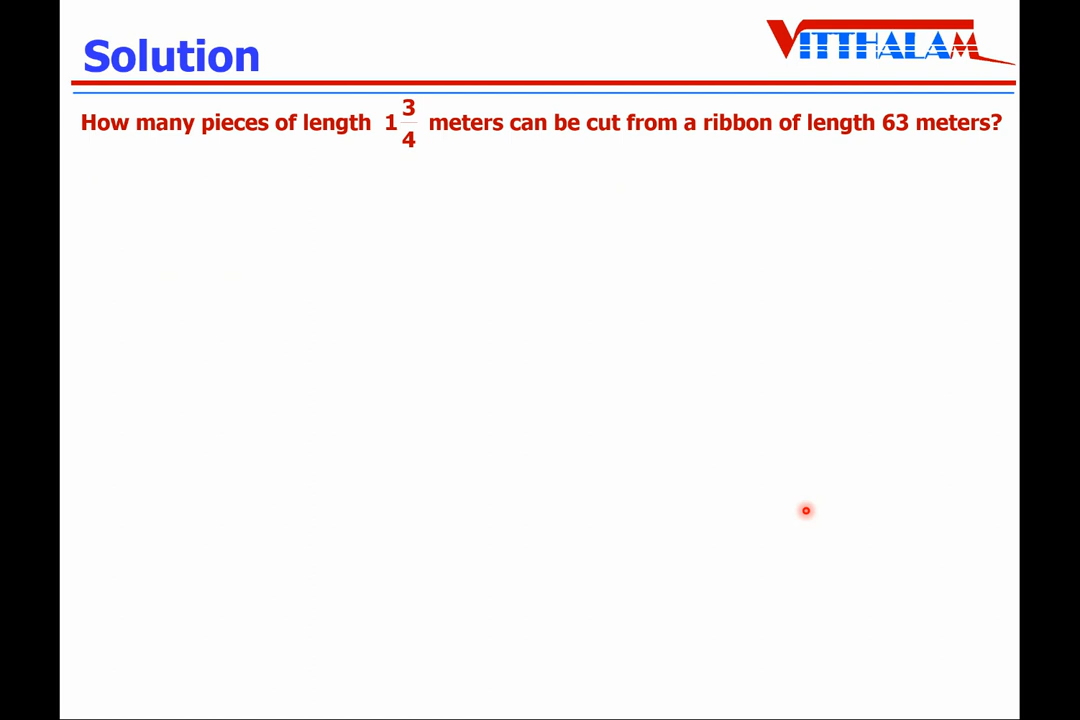 VITTHALAM
Solution
How many pieces of length 1 3/4 meters can be cut from a ribbon of length 63 meters?